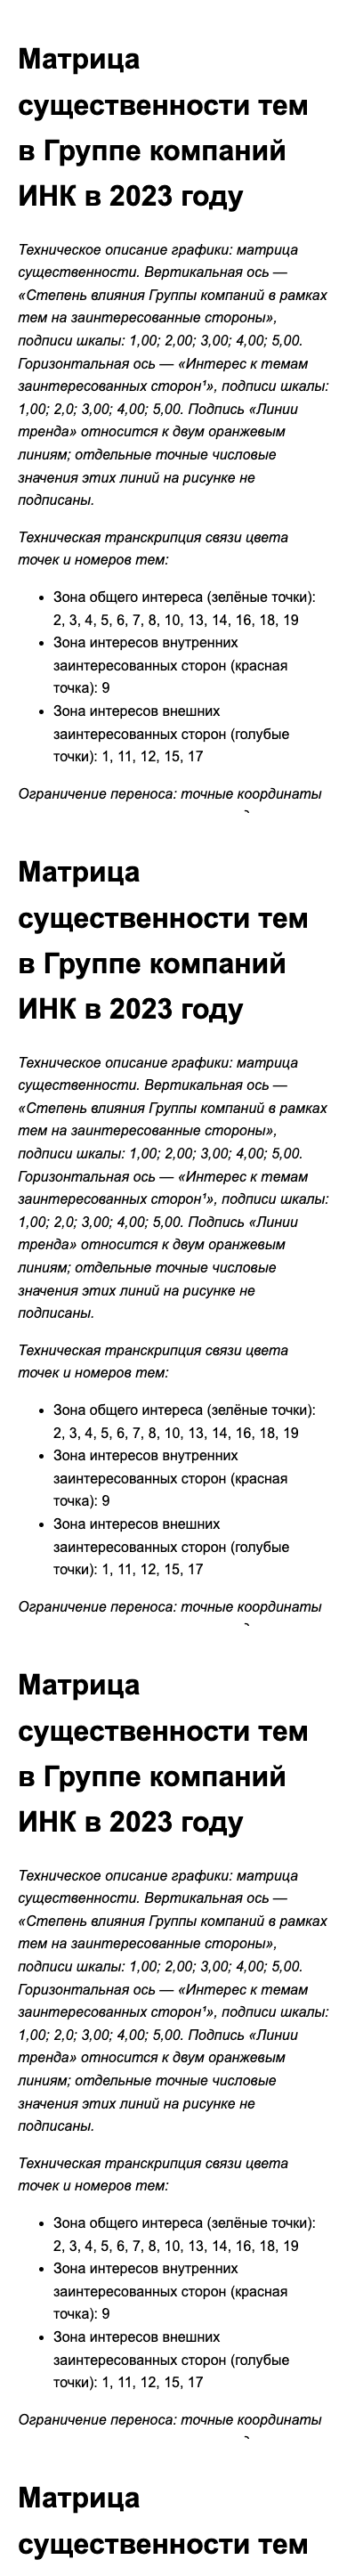 Матрица
существенности тем
в Группе компаний
ИНК в 2023 году
Техническое описание графики: матрица
существенности. Вертикальная ось —
«Степень влияния Группы компаний в рамках
тем на заинтересованные стороны»,
подписи шкалы: 1,00; 2,00; 3,00; 4,00; 5,00.
Горизонтальная ось — «Интерес к темам
заинтересованных сторон¹», подписи шкалы:
1,00; 2,0; 3,00; 4,00; 5,00. Подпись «Линии
тренда» относится к двум оранжевым
линиям; отдельные точные числовые
значения этих линий на рисунке не
подписаны.
Техническая транскрипция связи цвета
точек и номеров тем:
• Зона общего интереса (зелёные точки):
2, 3, 4, 5, 6, 7, 8, 10, 13, 14, 16, 18, 19
• Зона интересов внутренних
заинтересованных сторон (красная
точка): 9
• Зона интересов внешних
заинтересованных сторон (голубые
точки): 1, 11, 12, 15, 17
Ограничение переноса: точные координаты
Матрица
существенности тем
в Группе компаний
ИНК в 2023 году
Техническое описание графики: матрица
существенности. Вертикальная ось —
«Степень влияния Группы компаний в рамках
тем на заинтересованные стороны»,
подписи шкалы: 1,00; 2,00; 3,00; 4,00; 5,00.
Горизонтальная ось — «Интерес к темам
заинтересованных сторон¹», подписи шкалы:
1,00; 2,0; 3,00; 4,00; 5,00. Подпись «Линии
тренда» относится к двум оранжевым
линиям; отдельные точные числовые
значения этих линий на рисунке не
подписаны.
Техническая транскрипция связи цвета
точек и номеров тем:
• Зона общего интереса (зелёные точки):
2, 3, 4, 5, 6, 7, 8, 10, 13, 14, 16, 18, 19
• Зона интересов внутренних
заинтересованных сторон (красная
точка): 9
• Зона интересов внешних
заинтересованных сторон (голубые
точки): 1, 11, 12, 15, 17
Ограничение переноса: точные координаты
Матрица
существенности тем
в Группе компаний
ИНК в 2023 году
Техническое описание графики: матрица
существенности. Вертикальная ось —
«Степень влияния Группы компаний в рамках
тем на заинтересованные стороны»,
подписи шкалы: 1,00; 2,00; 3,00; 4,00; 5,00.
Горизонтальная ось — «Интерес к темам
заинтересованных сторон¹», подписи шкалы:
1,00; 2,0; 3,00; 4,00; 5,00. Подпись «Линии
тренда» относится к двум оранжевым
линиям; отдельные точные числовые
значения этих линий на рисунке не
подписаны.
Техническая транскрипция связи цвета
точек и номеров тем:
• Зона общего интереса (зелёные точки):
2, 3, 4, 5, 6, 7, 8, 10, 13, 14, 16, 18, 19
• Зона интересов внутренних
заинтересованных сторон (красная
точка): 9
• Зона интересов внешних
заинтересованных сторон (голубые
точки): 1, 11, 12, 15, 17
Ограничение переноса: точные координаты
Матрица
существенности тем